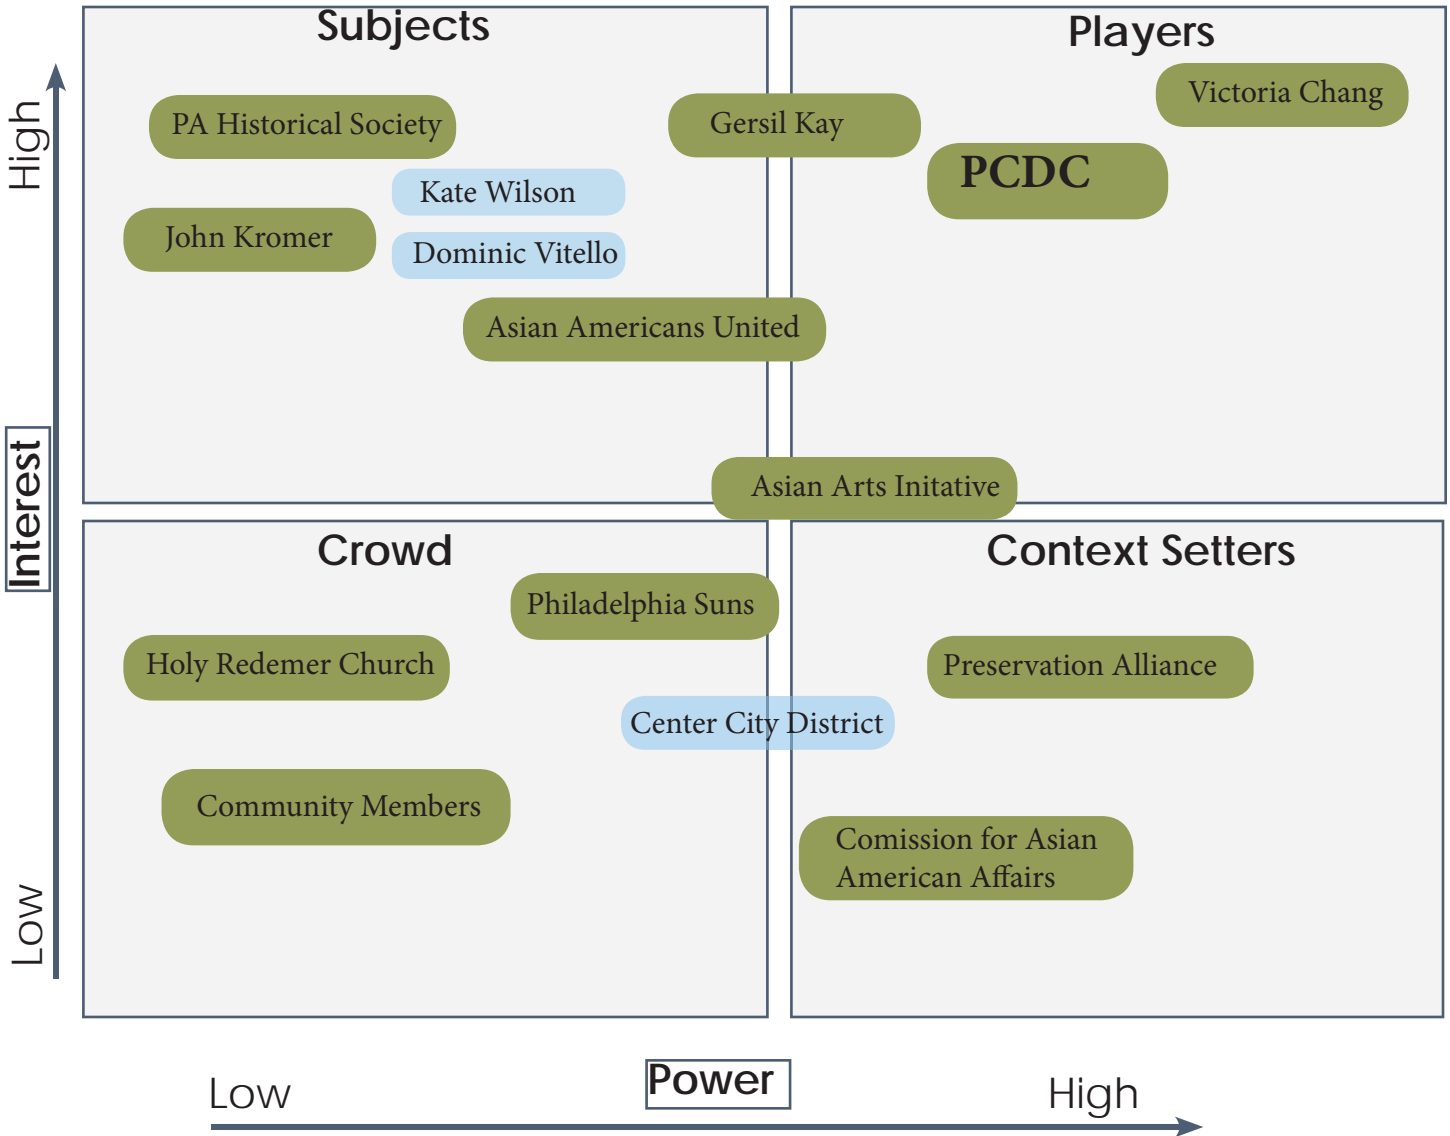 Subjects
Players
High
PA Historical Society
Gersil Kay
Victoria Chang
PCDC
Kate Wilson
John Kromer
Dominic Vitello
Asian Americans United
Asian Arts Initative
Interest
Crowd
Context Setters
Philadelphia Suns
Holy Redemer Church
Preservation Alliance
Center City District
Community Members
Comission for Asian
American Affairs
Low
Low
Power
High